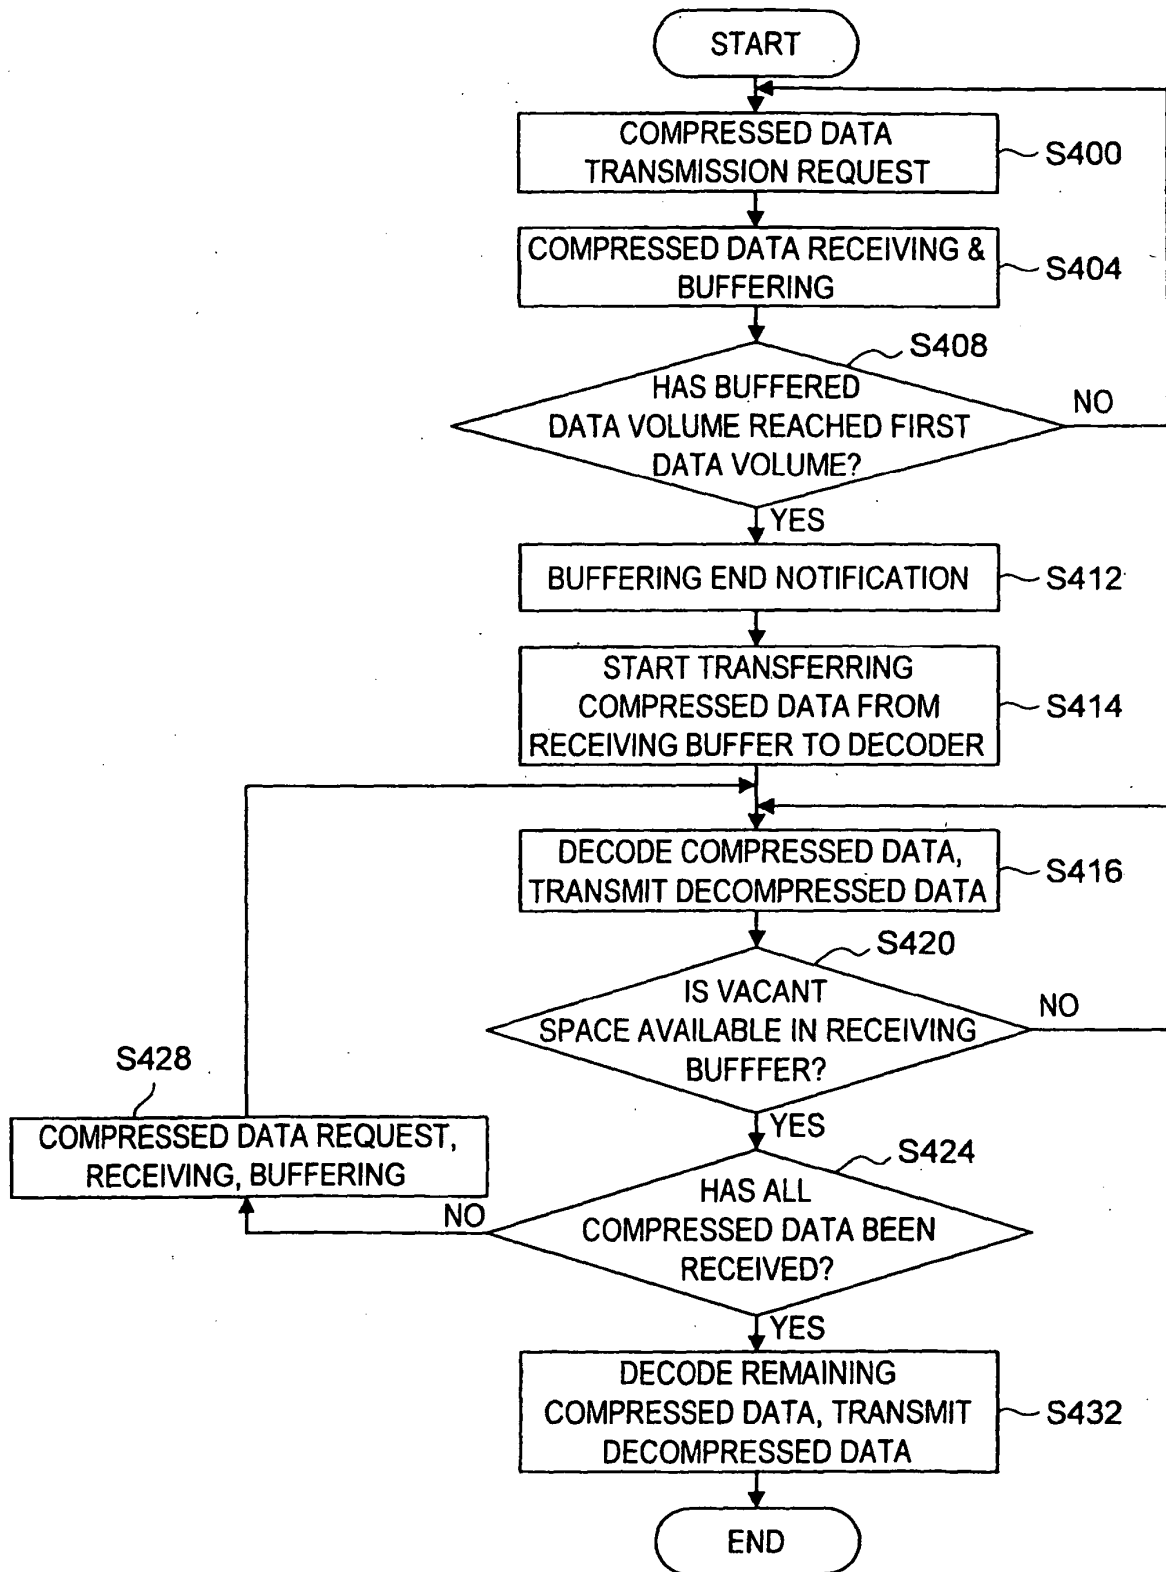 START
COMPRESSED DATA
TRANSMISSION REQUEST
S400
COMPRESSED DATA RECEIVING &
BUFFERING
S404
S408
HAS BUFFERED
DATA VOLUME REACHED FIRST
DATA VOLUME?
NO
YES
BUFFERING END NOTIFICATION
S412
START TRANSFERRING
COMPRESSED DATA FROM
RECEIVING BUFFER TO DECODER
S414
DECODE COMPRESSED DATA,
TRANSMIT DECOMPRESSED DATA
S416
S420
IS VACANT
SPACE AVAILABLE IN RECEIVING
BUFFFER?
NO
YES
S428
COMPRESSED DATA REQUEST,
RECEIVING, BUFFERING
S424
HAS ALL
COMPRESSED DATA BEEN
RECEIVED?
NO
YES
DECODE REMAINING
COMPRESSED DATA, TRANSMIT
DECOMPRESSED DATA
S432
END